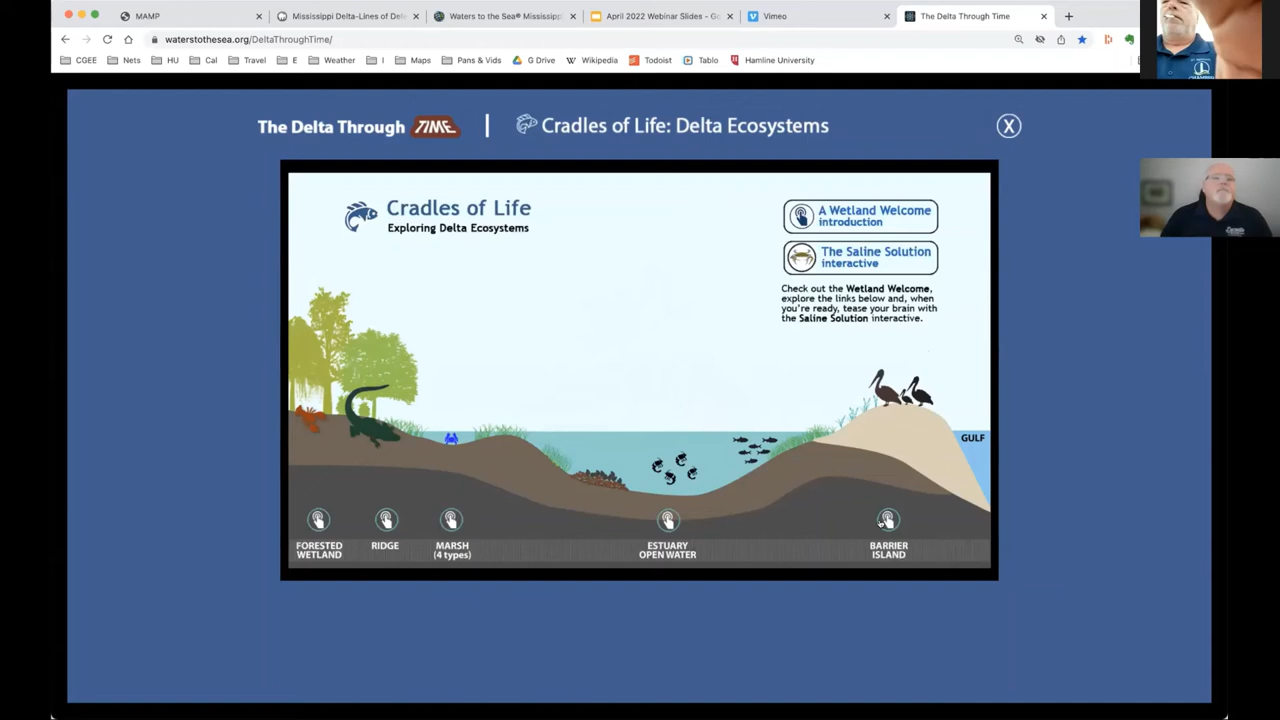 MAMP
Mississippi Delta-Lines of Def
Waters to the Sea® Mississipp
April 2022 Webinar Slides - Go
Vimeo
The Delta Through Time
waterstothesea.org/DeltaThroughTime/
CGEE
Nets
HU
Cal
Travel
E
Weather
I
Maps
Pans & Vids
G Drive
Wikipedia
Todoist
Tablo
Hamline University
The Delta Through TIME | Cradles of Life: Delta Ecosystems X
Cradles of Life
Exploring Delta Ecosystems
A Wetland Welcome
introduction
The Saline Solution
interactive
Check out the Wetland Welcome,
explore the links below and, when
you're ready, tease your brain with
the Saline Solution interactive.
GULF
FORESTED
WETLAND
RIDGE
MARSH
(4 types)
ESTUARY
OPEN WATER
BARRIER
ISLAND